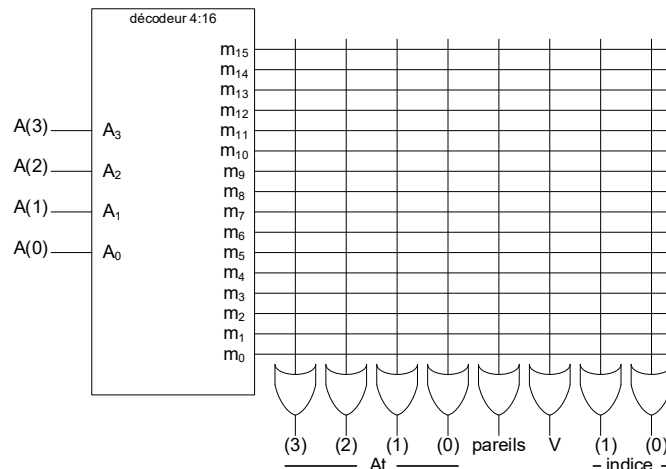 décodeur 4:16
m15
m14
m13
m12
A(3) A3 m11
m10
A(2) A2 m9
m8
A(1) A1 m7
m6
A(0) A0 m5
m4
m3
m2
m1
m0
(3) (2) (1) (0) pareils V (1) (0)
At indice